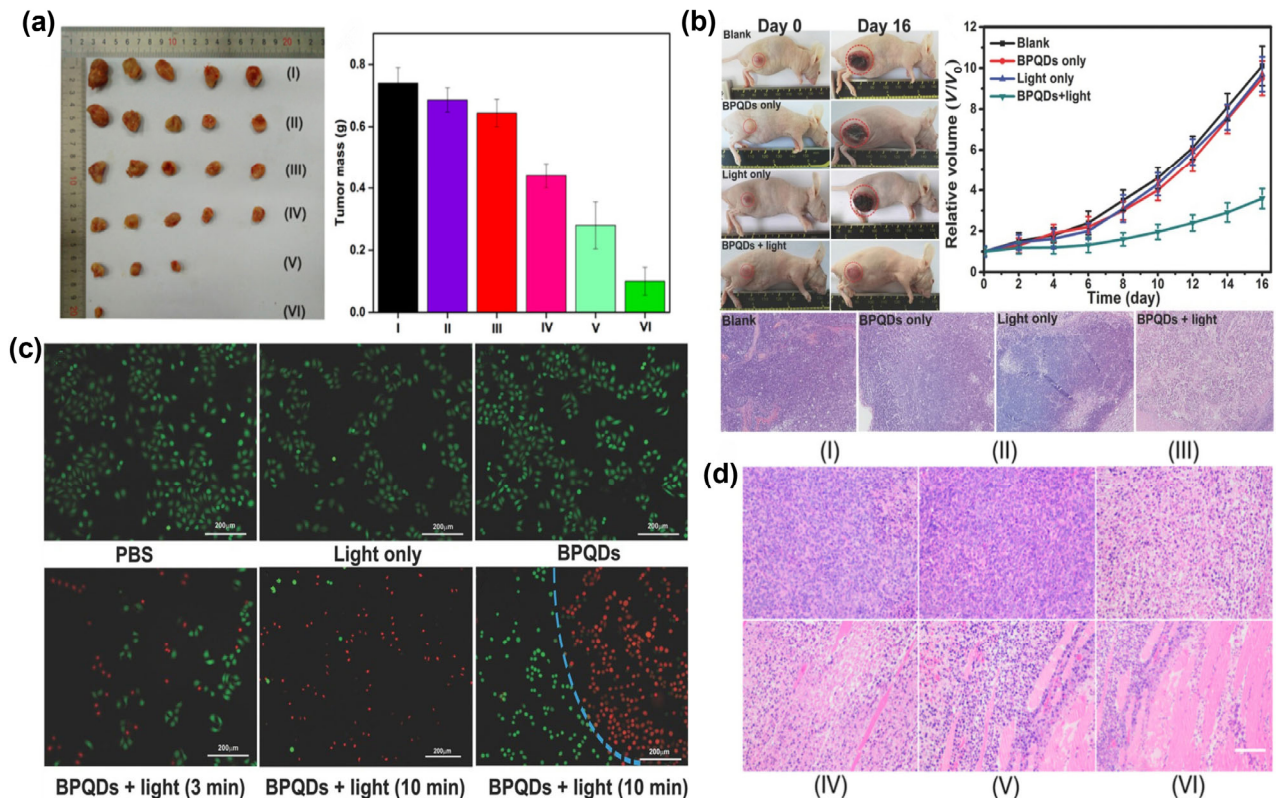 (a)
(I)
(II)
(III)
(IV)
(V)
(VI)
Tumor mass (g)
0.8
0.6
0.4
0.2
0.0
I II III IV V VI
(b)
Day 0 Day 16
Blank
BPQDs only
Light only
BPQDs + light
Relative volume (V/V0)
12
10
8
6
4
2
0
Blank
BPQDs only
Light only
BPQDs+light
0 2 4 6 8 10 12 14 16
Time (day)
Blank
BPQDs only
Light only
BPQDs + light
(c)
200μm
200μm
200μm
PBS
Light only
BPQDs
200μm
200μm
200μm
BPQDs + light (3 min)
BPQDs + light (10 min)
BPQDs + light (10 min)
(d)
(I)
(II)
(III)
(IV)
(V)
(VI)